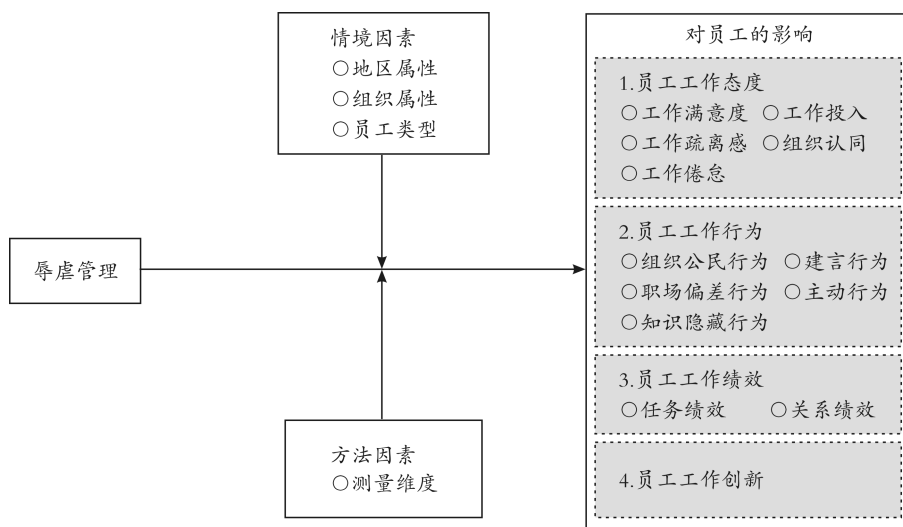 情境因素
○地区属性
○组织属性
○员工类型
辱虐管理
方法因素
○测量维度
对员工的影响
1.员工工作态度
○工作满意度 ○工作投入
○工作疏离感 ○组织认同
○工作倦怠
2.员工工作行为
○组织公民行为 ○建言行为
○职场偏差行为 ○主动行为
○知识隐藏行为
3.员工工作绩效
○任务绩效 ○关系绩效
4.员工工作创新